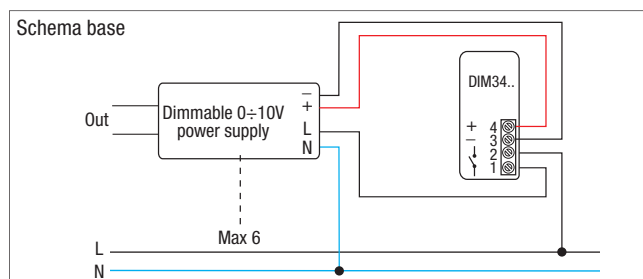 Schema base
Out
Dimmable 0÷10V
power supply
−
+
L
N
Max 6
DIM34..
+ 4
− 3
2
1
L
N